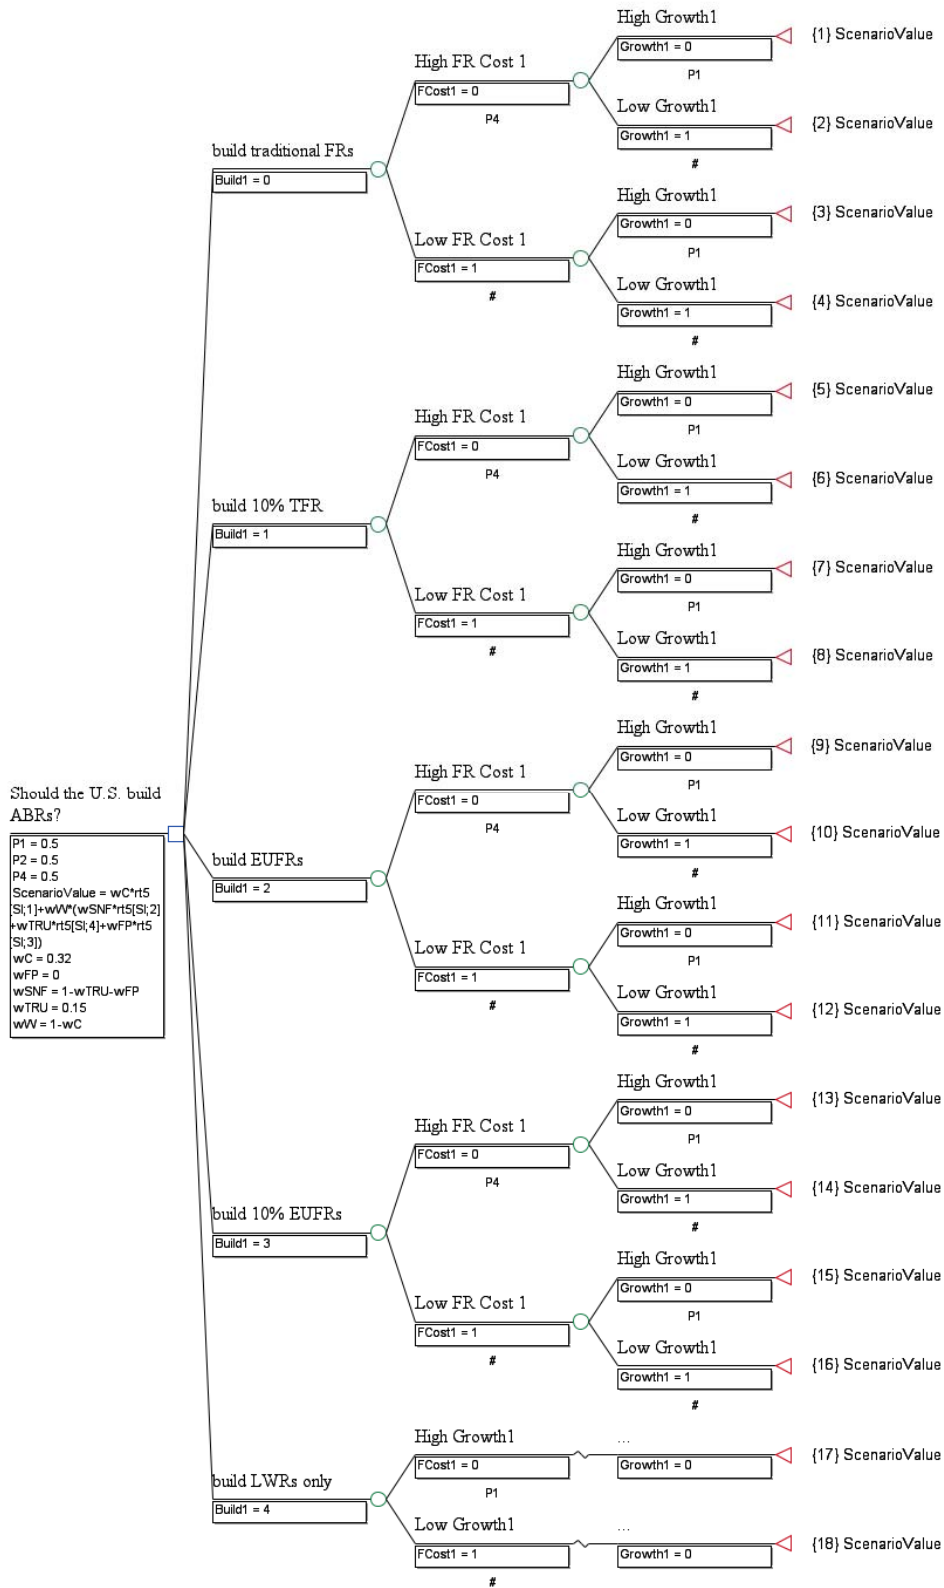 Should the U.S. build
ABRs?
P1 = 0.5
P2 = 0.5
P4 = 0.5
ScenarioValue = wC*rt5
[SI;1]+wW*(wSNF*rt5[SI;2]
+wTRU*rt5[SI;4]+wFP*rt5
[SI;3])
wC = 0.32
wFP = 0
wSNF = 1-wTRU-wFP
wTRU = 0.15
wW = 1-wC
build traditional FRs
Build1 = 0
High FR Cost 1
FCost1 = 0
P4
High Growth1
Growth1 = 0
P1
{1} ScenarioValue
Low Growth1
Growth1 = 1
#
{2} ScenarioValue
Low FR Cost 1
FCost1 = 1
#
High Growth1
Growth1 = 0
P1
{3} ScenarioValue
Low Growth1
Growth1 = 1
#
{4} ScenarioValue
build 10% TFR
Build1 = 1
High FR Cost 1
FCost1 = 0
P4
High Growth1
Growth1 = 0
P1
{5} ScenarioValue
Low Growth1
Growth1 = 1
#
{6} ScenarioValue
Low FR Cost 1
FCost1 = 1
#
High Growth1
Growth1 = 0
P1
{7} ScenarioValue
Low Growth1
Growth1 = 1
#
{8} ScenarioValue
build EUFRs
Build1 = 2
High FR Cost 1
FCost1 = 0
P4
High Growth1
Growth1 = 0
P1
{9} ScenarioValue
Low Growth1
Growth1 = 1
#
{10} ScenarioValue
Low FR Cost 1
FCost1 = 1
#
High Growth1
Growth1 = 0
P1
{11} ScenarioValue
Low Growth1
Growth1 = 1
#
{12} ScenarioValue
build 10% EUFRs
Build1 = 3
High FR Cost 1
FCost1 = 0
P4
High Growth1
Growth1 = 0
P1
{13} ScenarioValue
Low Growth1
Growth1 = 1
#
{14} ScenarioValue
Low FR Cost 1
FCost1 = 1
#
High Growth1
Growth1 = 0
P1
{15} ScenarioValue
Low Growth1
Growth1 = 1
#
{16} ScenarioValue
build LWRs only
Build1 = 4
High Growth1
FCost1 = 0
P1
...
Growth1 = 0
{17} ScenarioValue
Low Growth1
FCost1 = 1
#
...
Growth1 = 0
{18} ScenarioValue